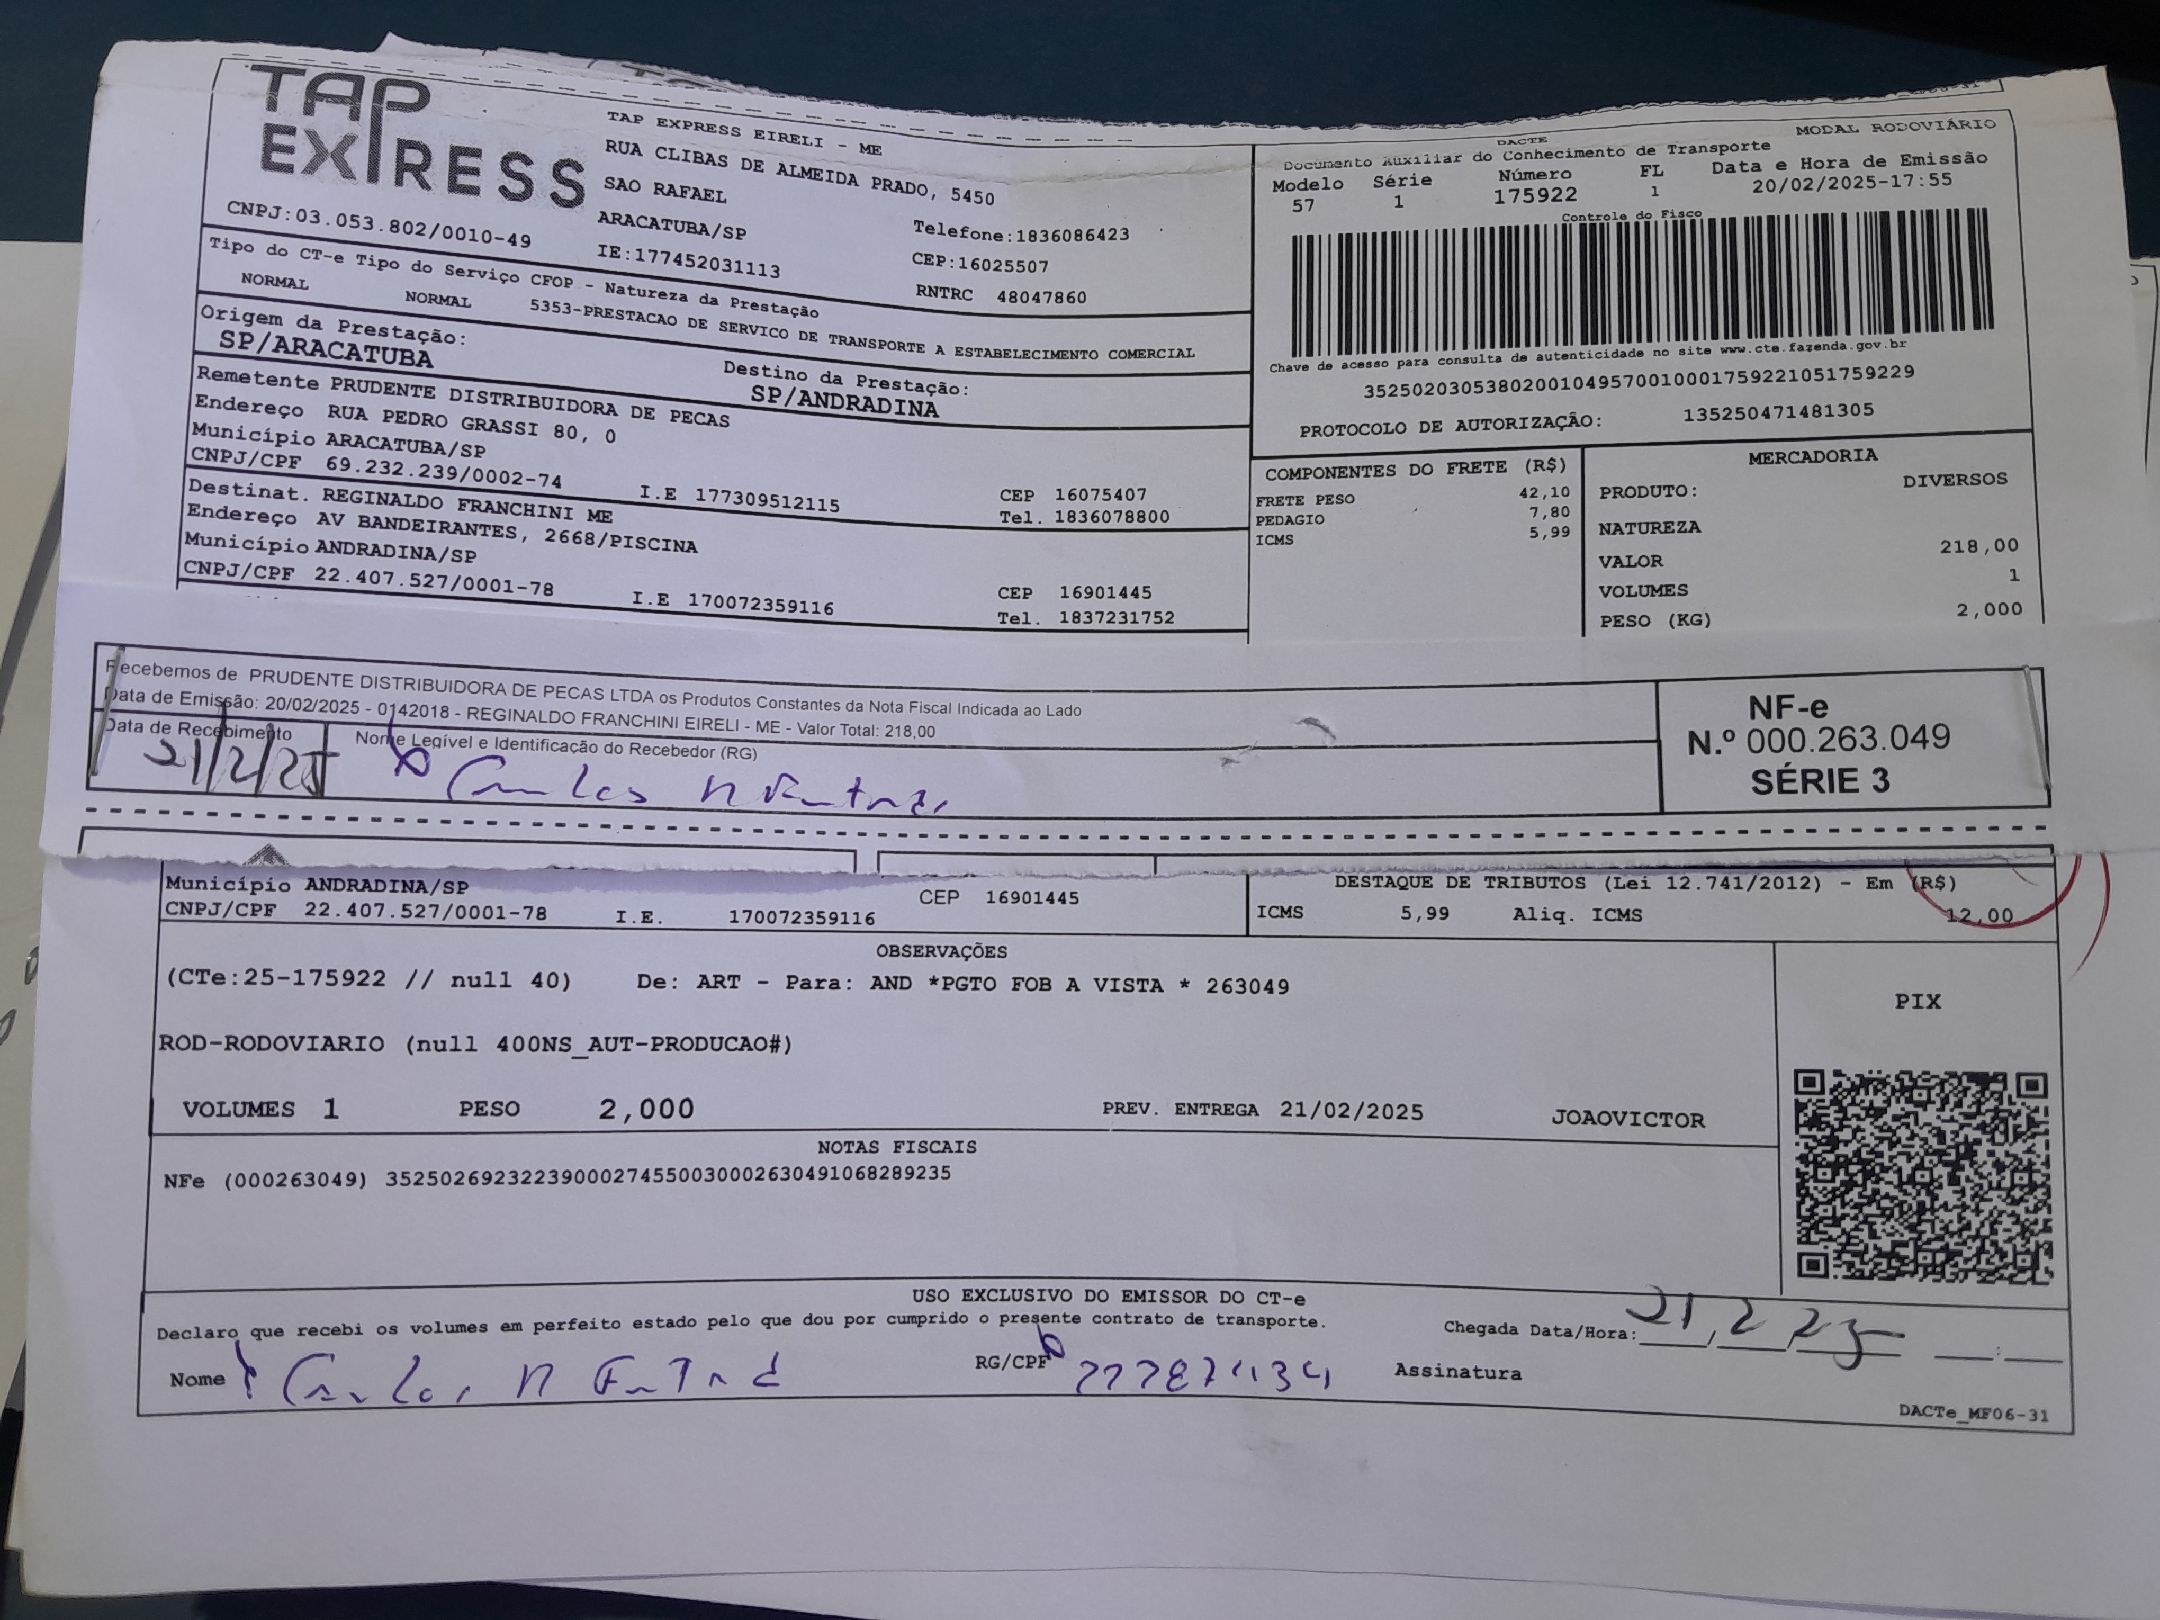 TAP
EXPRESS
TAP EXPRESS EIRELI - ME
RUA CLIBAS DE ALMEIDA PRADO, 5450
SAO RAFAEL
ARACATUBA/SP
Telefone:1836086423
CNPJ:03.053.802/0010-49
IE:177452031113
CEP:16025507
RNTRC 48047860
DACTE
MODAL RODOVIÁRIO
Documento Auxiliar do Conhecimento de Transporte
Modelo Série Número FL Data e Hora de Emissão
57 1 175922 1 20/02/2025-17:55
Controle do Fisco
Chave de acesso para consulta de autenticidade no site www.cte.fazenda.gov.br
35250203053802001049570010001759221051759229
PROTOCOLO DE AUTORIZAÇÃO: 135250471481305
Tipo do CT-e Tipo do Serviço CFOP - Natureza da Prestação
NORMAL NORMAL 5353-PRESTACAO DE SERVICO DE TRANSPORTE A ESTABELECIMENTO COMERCIAL
Origem da Prestação:
SP/ARACATUBA
Destino da Prestação:
SP/ANDRADINA
Remetente PRUDENTE DISTRIBUIDORA DE PECAS
Endereço RUA PEDRO GRASSI 80, 0
Município ARACATUBA/SP
CNPJ/CPF 69.232.239/0002-74 I.E 177309512115
CEP 16075407
Tel. 1836078800
Destinat. REGINALDO FRANCHINI ME
Endereço AV BANDEIRANTES, 2668/PISCINA
Município ANDRADINA/SP
CNPJ/CPF 22.407.527/0001-78 I.E 170072359116
CEP 16901445
Tel. 1837231752
COMPONENTES DO FRETE (R$)
FRETE PESO 42,10
PEDAGIO 7,80
ICMS 5,99
MERCADORIA
PRODUTO: DIVERSOS
NATUREZA
VALOR 218,00
VOLUMES 1
PESO (KG) 2,000
Recebemos de PRUDENTE DISTRIBUIDORA DE PECAS LTDA os Produtos Constantes da Nota Fiscal Indicada ao Lado
Data de Emissão: 20/02/2025 - 0142018 - REGINALDO FRANCHINI EIRELI - ME - Valor Total: 218,00
Data de Recebimento
21/2/25
Nome Legível e Identificação do Recebedor (RG)
Carlos N
NF-e
N.º 000.263.049
SÉRIE 3
Município ANDRADINA/SP
CEP 16901445
CNPJ/CPF 22.407.527/0001-78 I.E. 170072359116
DESTAQUE DE TRIBUTOS (Lei 12.741/2012) - Em (R$)
ICMS 5,99 Aliq. ICMS 12,00
OBSERVAÇÕES
(CTe:25-175922 // null 40) De: ART - Para: AND *PGTO FOB A VISTA * 263049
ROD-RODOVIARIO (null 400NS_AUT-PRODUCAO#)
PIX
VOLUMES 1 PESO 2,000 PREV. ENTREGA 21/02/2025 JOAOVICTOR
NOTAS FISCAIS
NFe (000263049) 35250269232239000274550030002630491068289235
USO EXCLUSIVO DO EMISSOR DO CT-e
Declaro que recebi os volumes em perfeito estado pelo que dou por cumprido o presente contrato de transporte.
Chegada Data/Hora: 21,2,25
Nome Carlos N
RG/CPF
Assinatura
DACTe_MF06-31